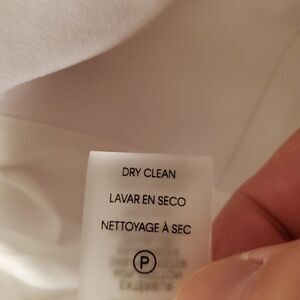 DRY CLEAN
LAVAR EN SECO
NETTOYAGE À SEC
P